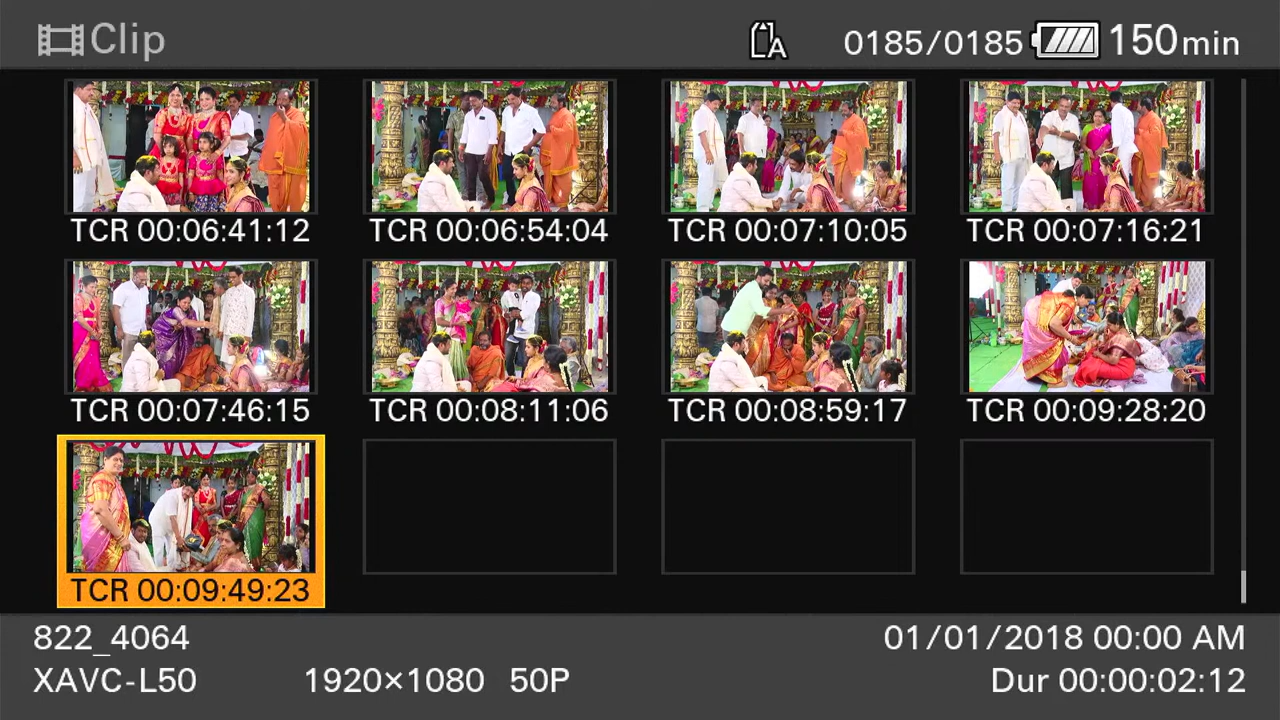 Clip A 0185/0185 150min
TCR 00:06:41:12 TCR 00:06:54:04 TCR 00:07:10:05 TCR 00:07:16:21
TCR 00:07:46:15 TCR 00:08:11:06 TCR 00:08:59:17 TCR 00:09:28:20
TCR 00:09:49:23
822_4064 01/01/2018 00:00 AM
XAVC-L50 1920×1080 50P Dur 00:00:02:12